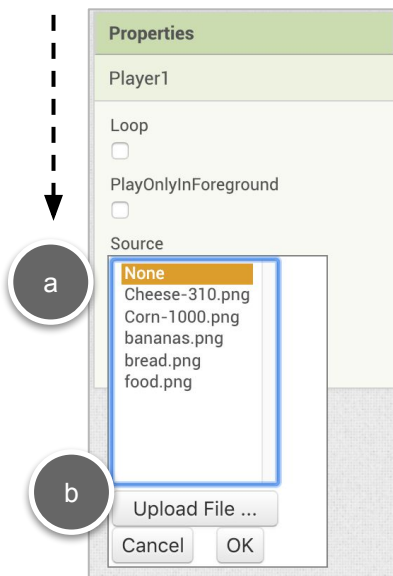 Properties
Player1
Loop
PlayOnlyInForeground
Source
a
None
Cheese-310.png
Corn-1000.png
bananas.png
bread.png
food.png
b
Upload File ...
Cancel OK